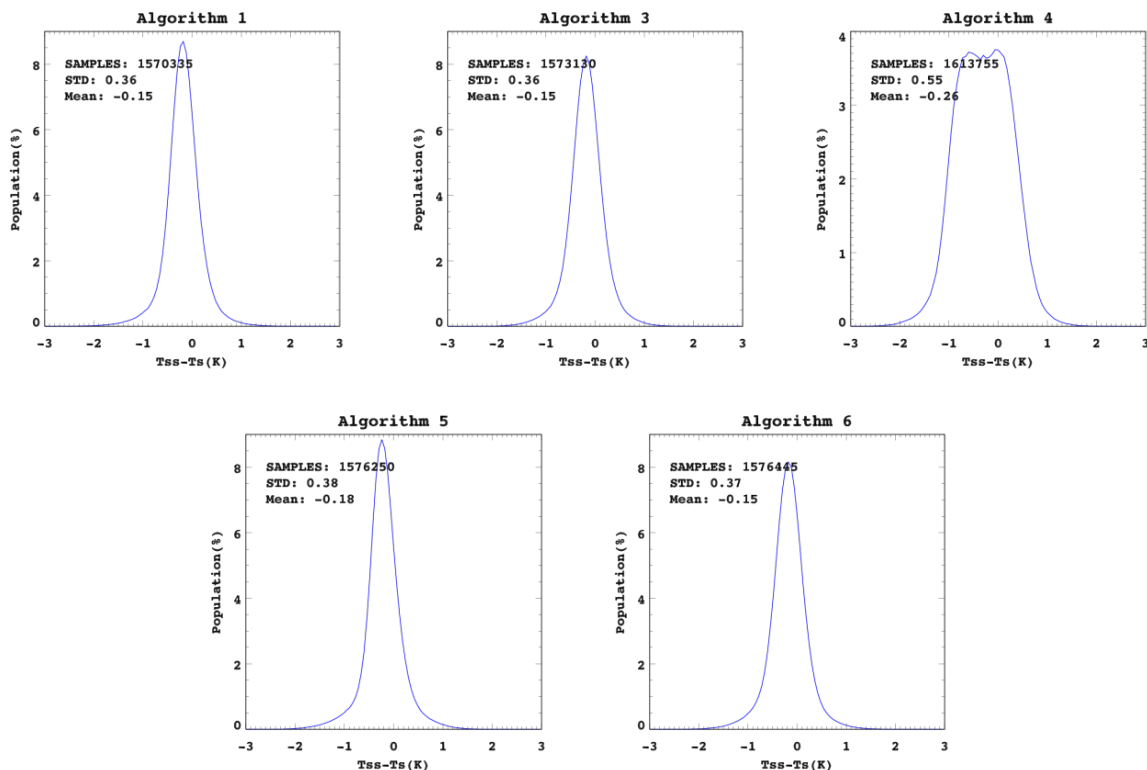 Algorithm 1
SAMPLES: 1570335
STD: 0.36
Mean: -0.15
Population(%)
8
6
4
2
0
-3 -2 -1 0 1 2 3
Tss-Ts(K)
Algorithm 3
SAMPLES: 1573130
STD: 0.36
Mean: -0.15
Population(%)
8
6
4
2
0
-3 -2 -1 0 1 2 3
Tss-Ts(K)
Algorithm 4
SAMPLES: 1613755
STD: 0.55
Mean: -0.26
Population(%)
4
3
2
1
0
-3 -2 -1 0 1 2 3
Tss-Ts(K)
Algorithm 5
SAMPLES: 1576250
STD: 0.38
Mean: -0.18
Population(%)
8
6
4
2
0
-3 -2 -1 0 1 2 3
Tss-Ts(K)
Algorithm 6
SAMPLES: 1576445
STD: 0.37
Mean: -0.15
Population(%)
8
6
4
2
0
-3 -2 -1 0 1 2 3
Tss-Ts(K)